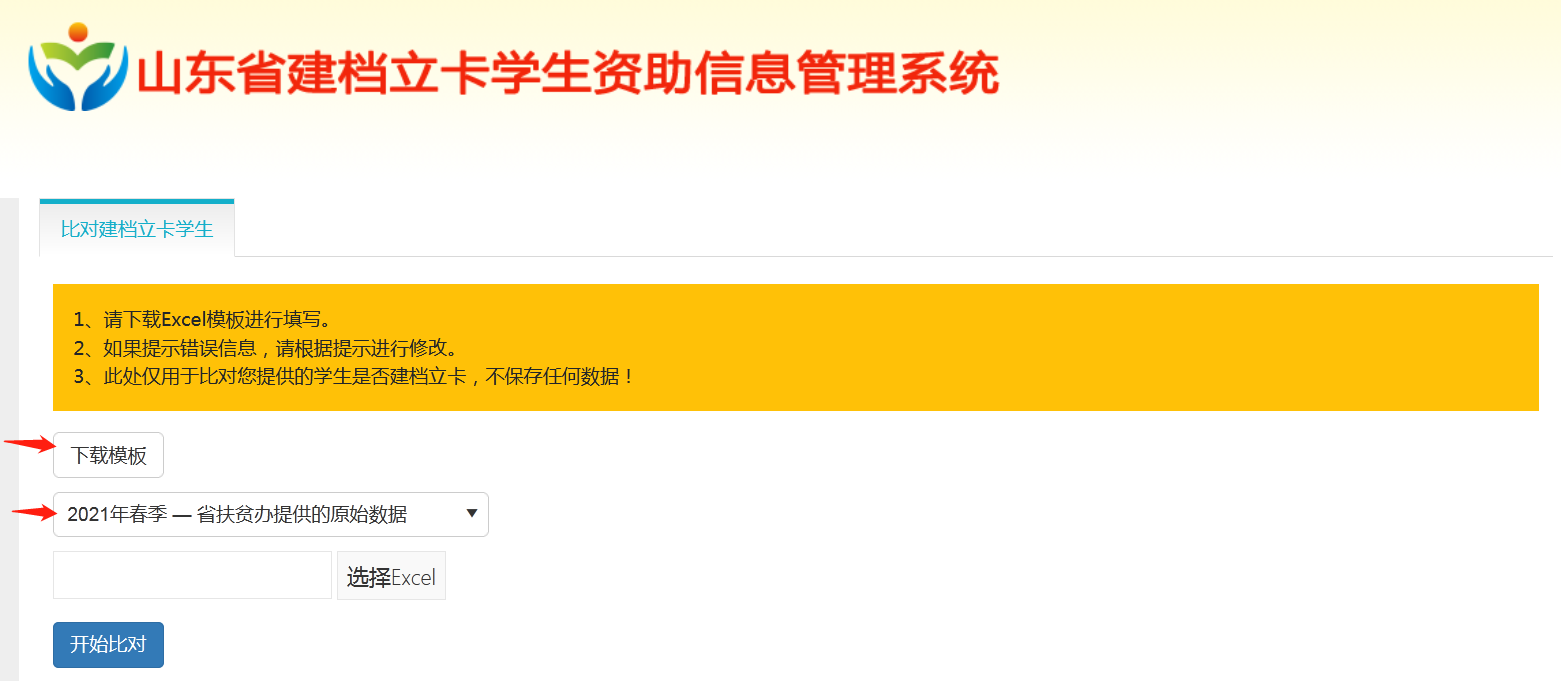 山东省建档立卡学生资助信息管理系统
比对建档立卡学生
1、请下载Excel模板进行填写。
2、如果提示错误信息，请根据提示进行修改。
3、此处仅用于比对您提供的学生是否建档立卡，不保存任何数据！
下载模板
2021年春季 — 省扶贫办提供的原始数据
选择Excel
开始比对